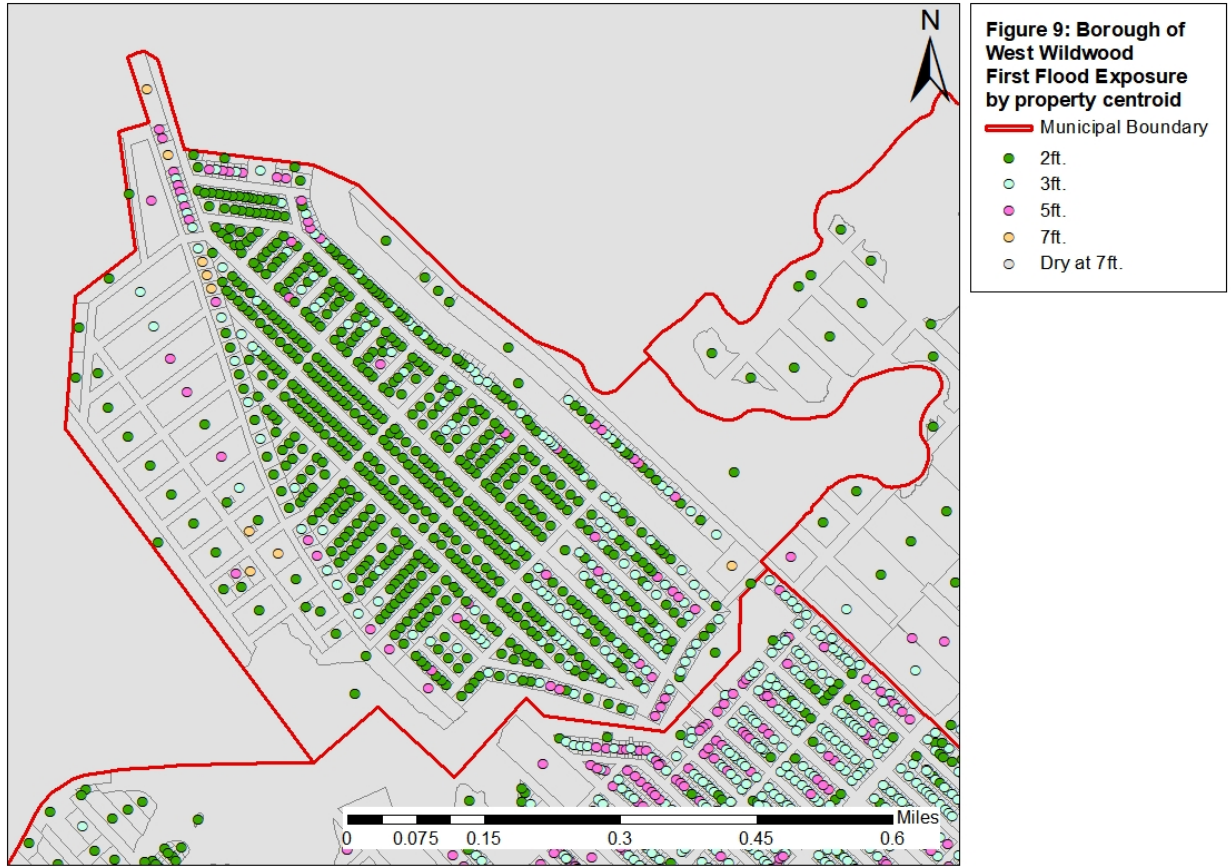 N
Figure 9: Borough of
West Wildwood
First Flood Exposure
by property centroid
Municipal Boundary
2ft.
3ft.
5ft.
7ft.
Dry at 7ft.
Miles
0 0.075 0.15 0.3 0.45 0.6